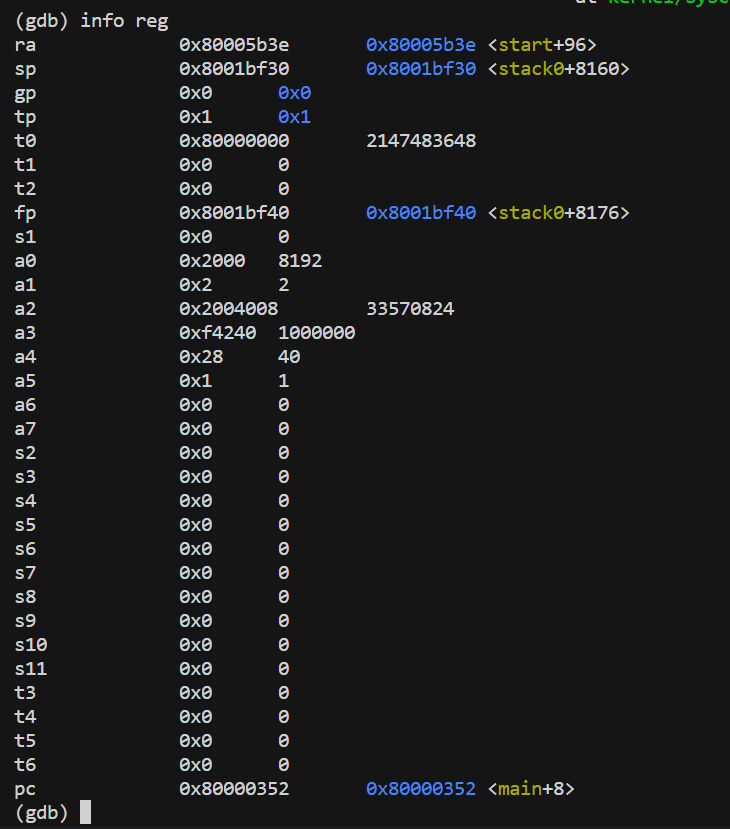 at kernel/sysc
(gdb) info reg
ra 0x80005b3e 0x80005b3e <start+96>
sp 0x8001bf30 0x8001bf30 <stack0+8160>
gp 0x0 0x0
tp 0x1 0x1
t0 0x80000000 2147483648
t1 0x0 0
t2 0x0 0
fp 0x8001bf40 0x8001bf40 <stack0+8176>
s1 0x0 0
a0 0x2000 8192
a1 0x2 2
a2 0x2004008 33570824
a3 0xf4240 1000000
a4 0x28 40
a5 0x1 1
a6 0x0 0
a7 0x0 0
s2 0x0 0
s3 0x0 0
s4 0x0 0
s5 0x0 0
s6 0x0 0
s7 0x0 0
s8 0x0 0
s9 0x0 0
s10 0x0 0
s11 0x0 0
t3 0x0 0
t4 0x0 0
t5 0x0 0
t6 0x0 0
pc 0x80000352 0x80000352 <main+8>
(gdb)